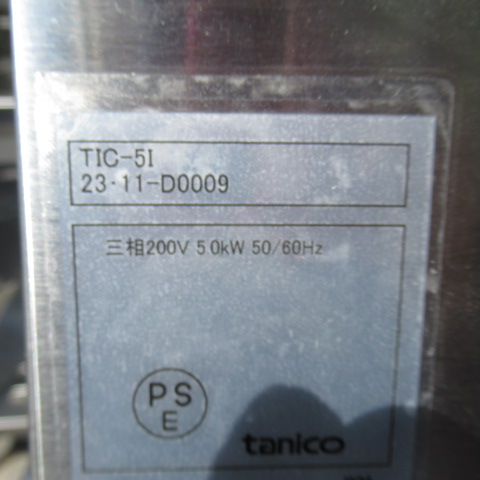 TIC-5I
23·11-D0009
三相200V 5.0kW 50/60Hz
PS
E
tanico